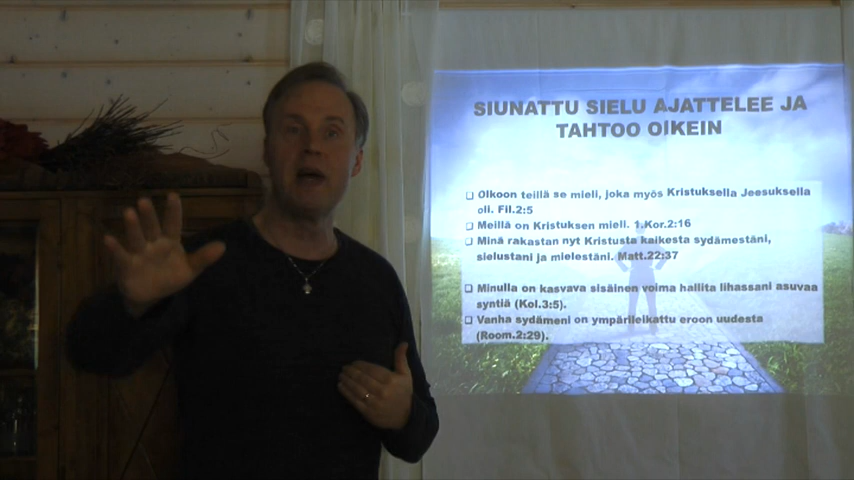 SIUNATTU SIELU AJATTELEE JA
TAHTOO OIKEIN
❑ Olkoon teillä se mieli, joka myös Kristuksella Jeesuksella
oli. Fil.2:5
❑ Meillä on Kristuksen mieli. 1.Kor.2:16
❑ Minä rakastan nyt Kristusta kaikesta sydämestäni,
sielustani ja mielestäni. Matt.22:37
❑ Minulla on kasvava sisäinen voima hallita lihassani asuvaa
syntiä (Kol.3:5).
❑ Vanha sydämeni on ympärileikattu eroon uudesta
(Room.2:29).